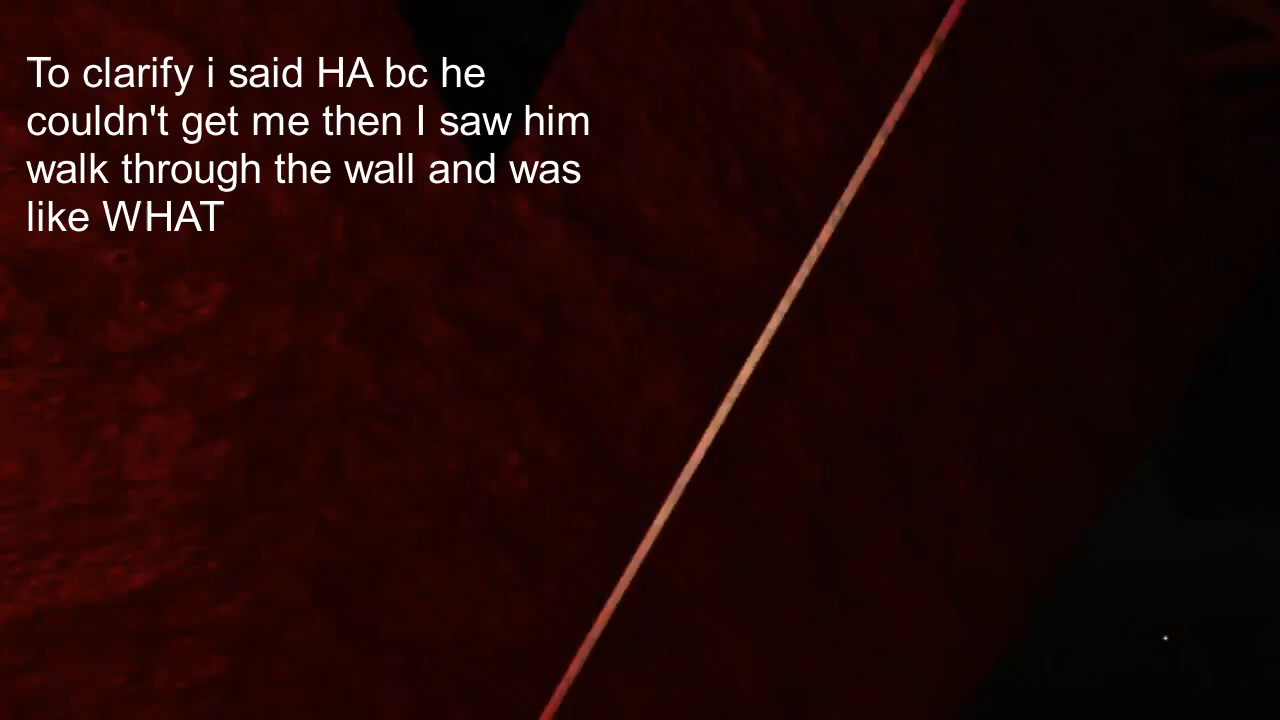 To clarify i said HA bc he
couldn't get me then I saw him
walk through the wall and was
like WHAT